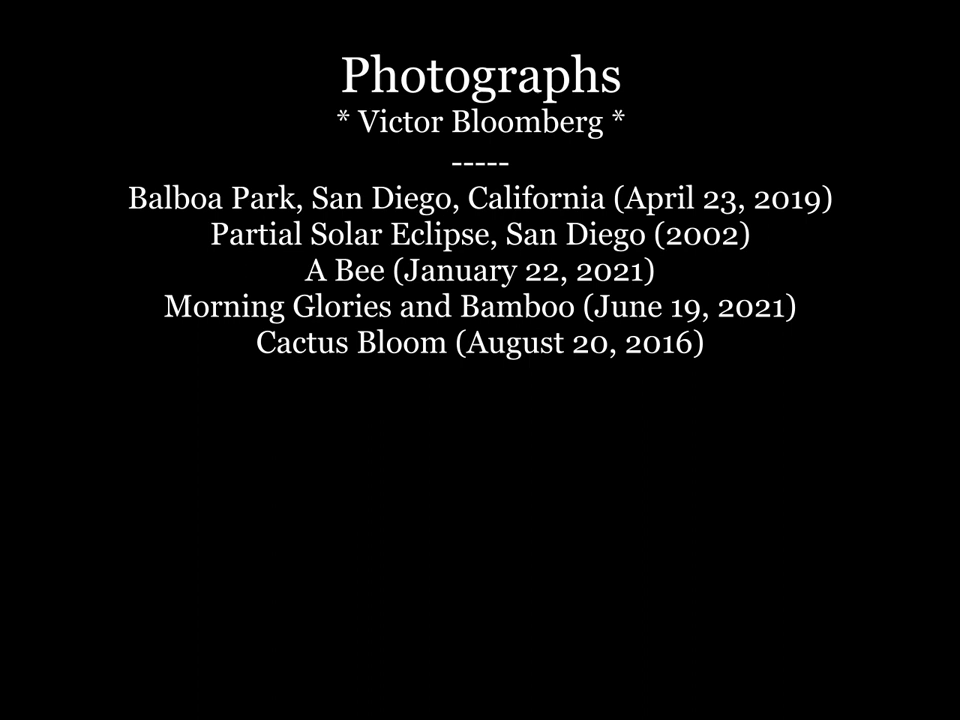 Photographs
* Victor Bloomberg *
-----
Balboa Park, San Diego, California (April 23, 2019)
Partial Solar Eclipse, San Diego (2002)
A Bee (January 22, 2021)
Morning Glories and Bamboo (June 19, 2021)
Cactus Bloom (August 20, 2016)